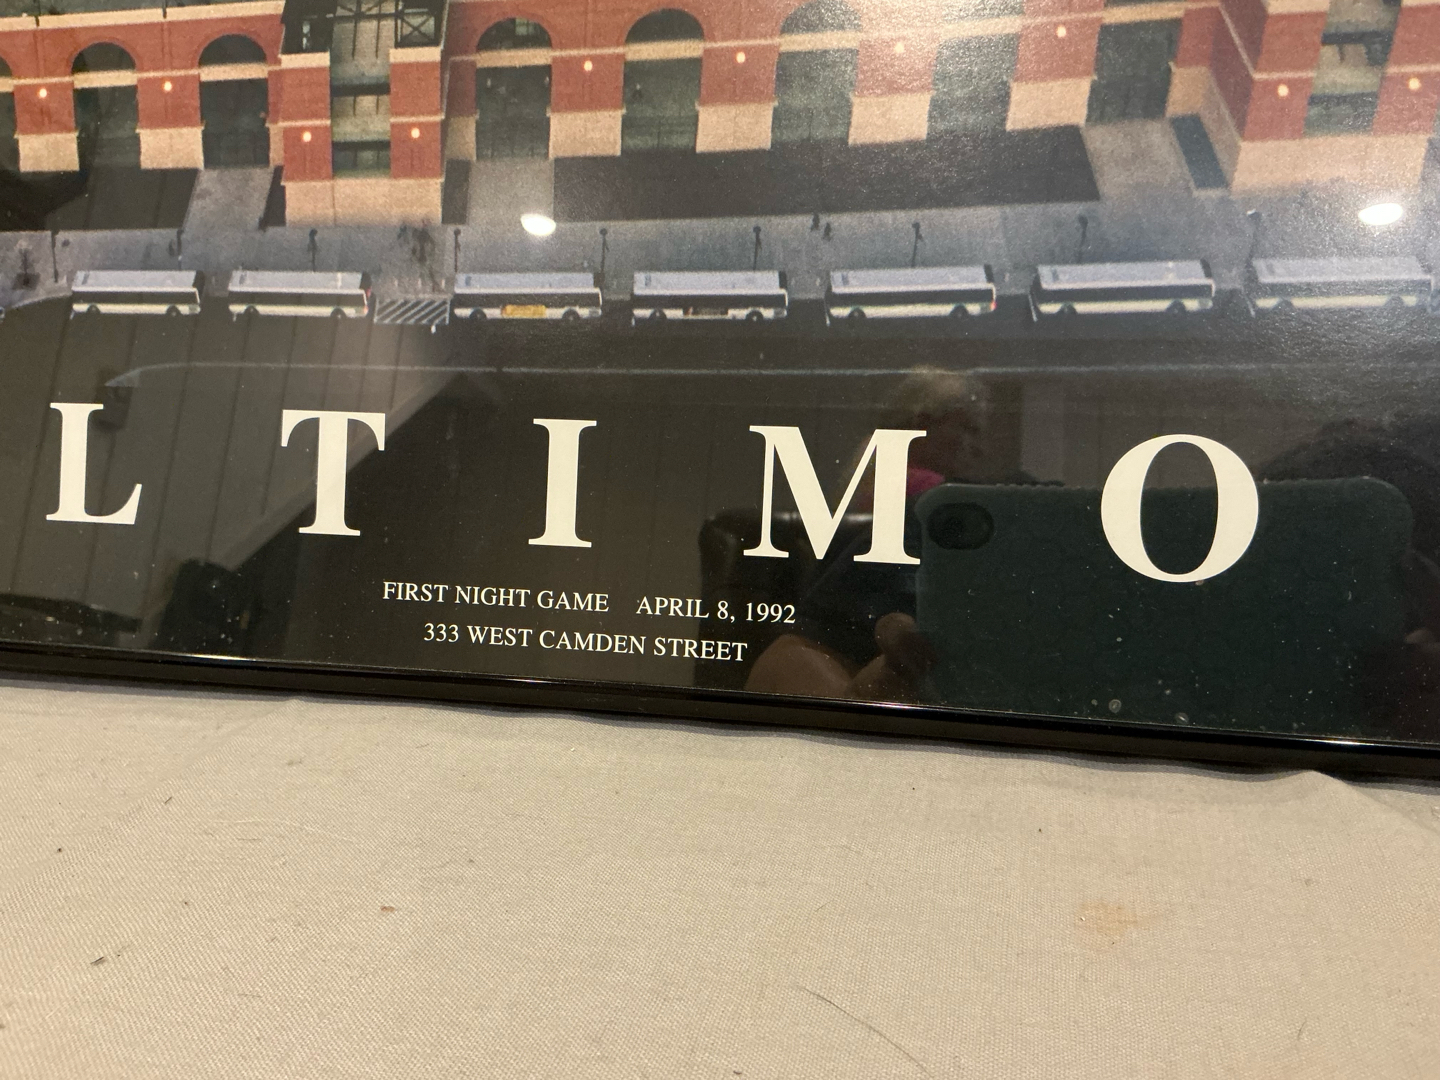 L T I M O
FIRST NIGHT GAME APRIL 8, 1992
333 WEST CAMDEN STREET